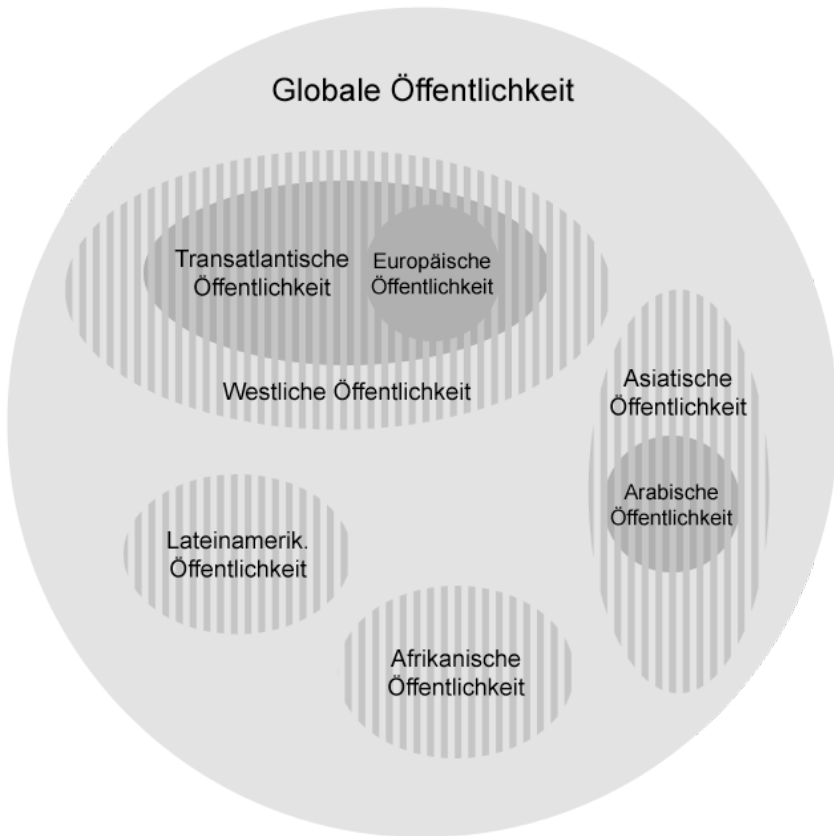 Globale Öffentlichkeit
Transatlantische
Öffentlichkeit
Europäische
Öffentlichkeit
Westliche Öffentlichkeit
Asiatische
Öffentlichkeit
Arabische
Öffentlichkeit
Lateinamerik.
Öffentlichkeit
Afrikanische
Öffentlichkeit